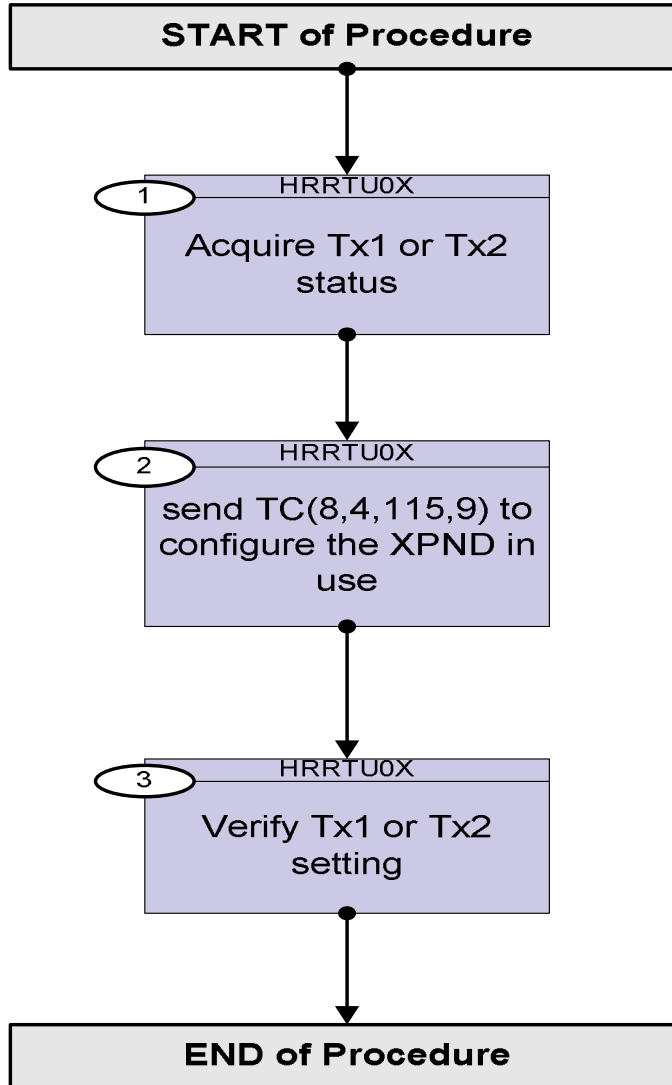 START of Procedure
HRRTU0X
1
Acquire Tx1 or Tx2
status
HRRTU0X
2
send TC(8,4,115,9) to
configure the XPND in
use
HRRTU0X
3
Verify Tx1 or Tx2
setting
END of Procedure